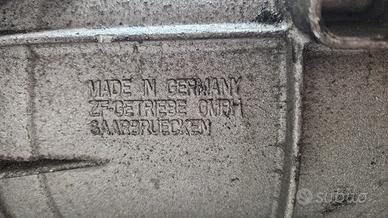 MADE IN GERMANY
ZF-GETRIEBE GMBH
SAARBRUECKEN
subito